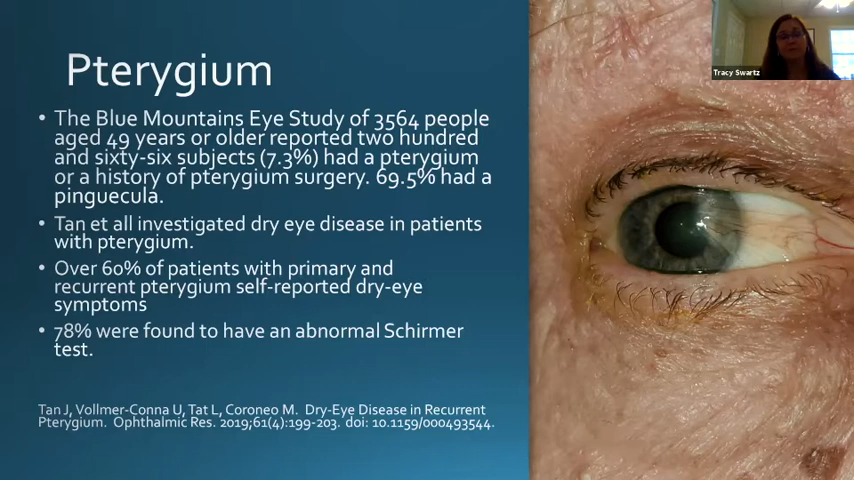 Pterygium
• The Blue Mountains Eye Study of 3564 people
aged 49 years or older reported two hundred
and sixty-six subjects (7.3%) had a pterygium
or a history of pterygium surgery. 69.5% had a
pinguecula.
• Tan et all investigated dry eye disease in patients
with pterygium.
• Over 60% of patients with primary and
recurrent pterygium self-reported dry-eye
symptoms
• 78% were found to have an abnormal Schirmer
test.
Tan J, Vollmer-Conna U, Tat L, Coroneo M. Dry-Eye Disease in Recurrent
Pterygium. Ophthalmic Res. 2019;61(4):199-203. doi: 10.1159/000493544.
Tracy Swartz